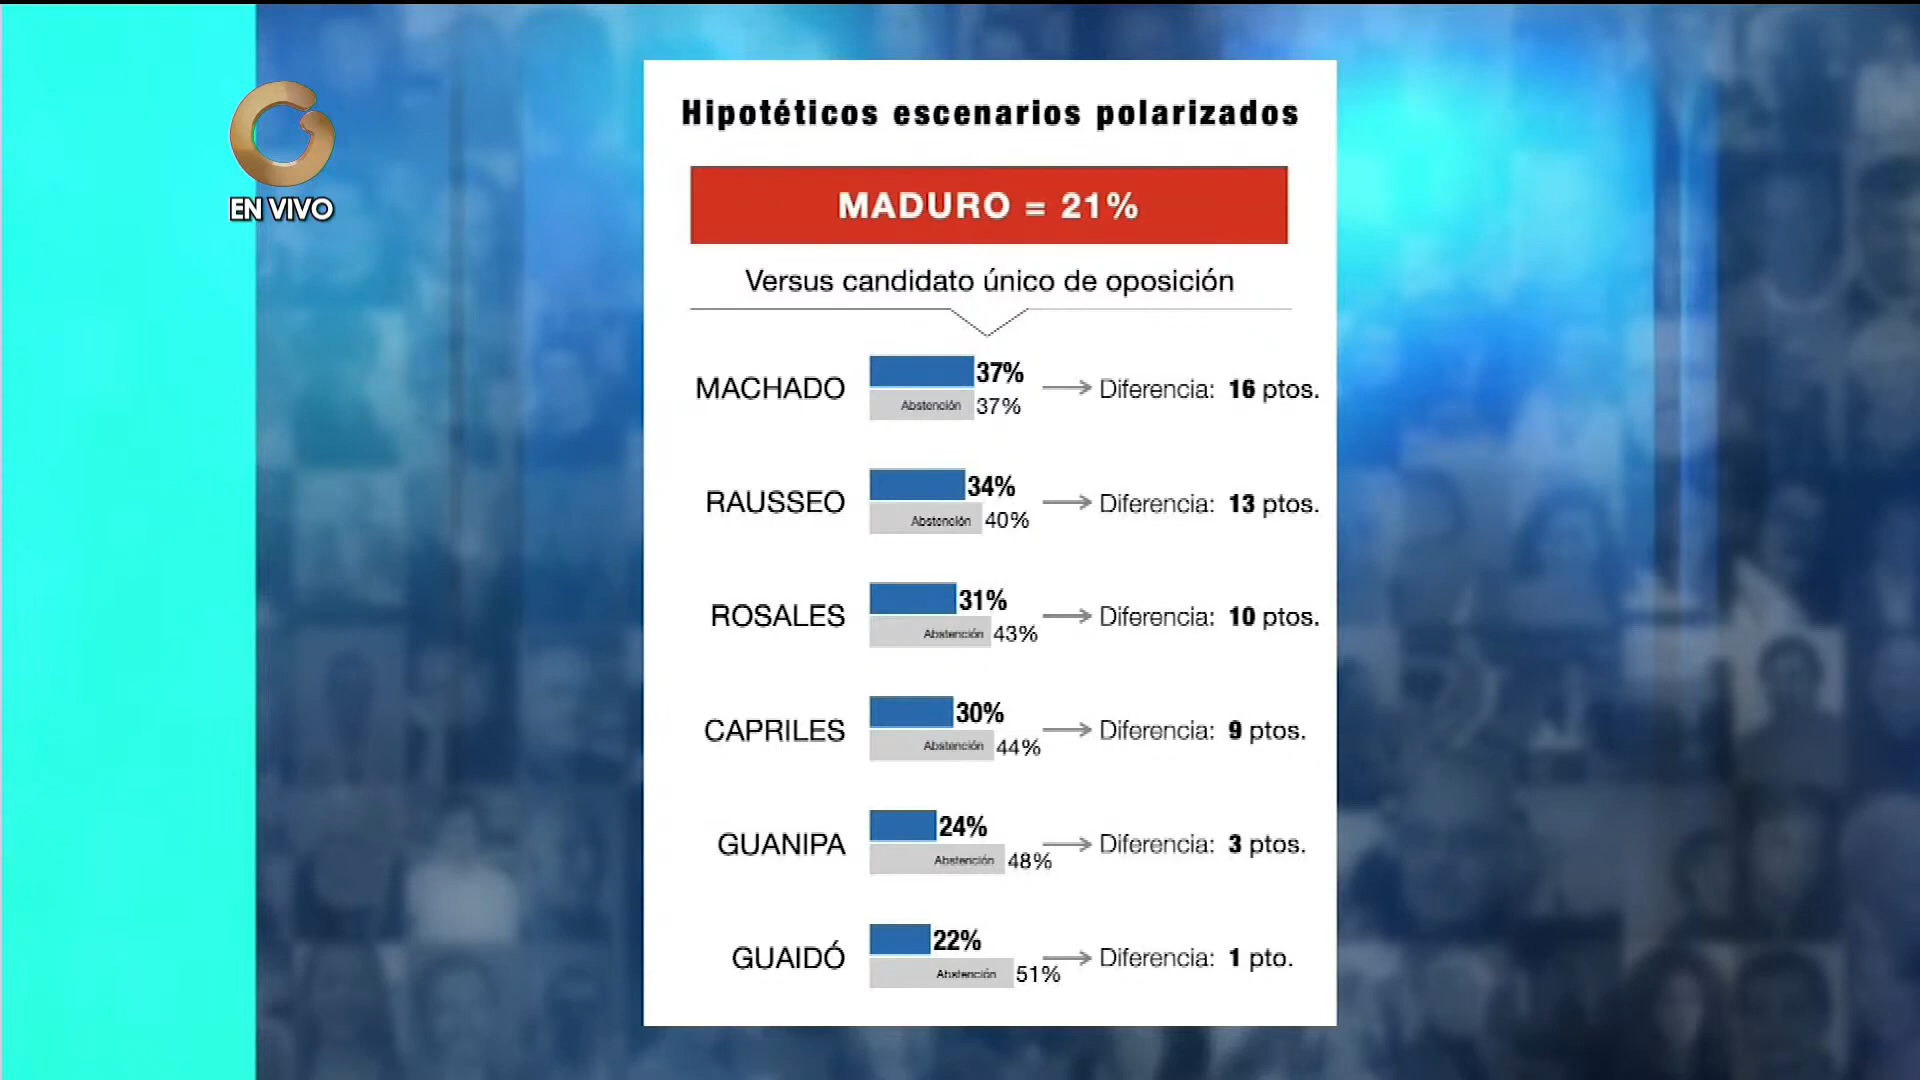 EN VIVO
Hipotéticos escenarios polarizados
MADURO = 21%
Versus candidato único de oposición
MACHADO 37% Abstención 37% Diferencia: 16 ptos.
RAUSSEO 34% Abstención 40% Diferencia: 13 ptos.
ROSALES 31% Abstención 43% Diferencia: 10 ptos.
CAPRILES 30% Abstención 44% Diferencia: 9 ptos.
GUANIPA 24% Abstención 48% Diferencia: 3 ptos.
GUAIDÓ 22% Abstención 51% Diferencia: 1 pto.